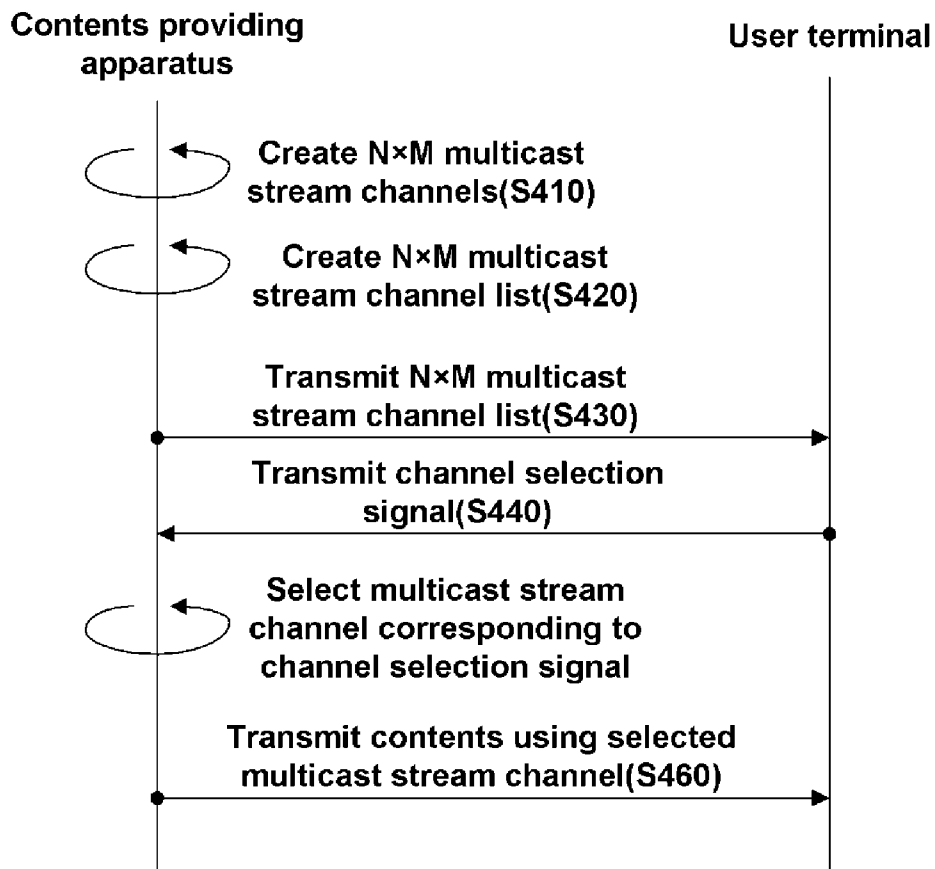 Contents providing
apparatus
User terminal
Create N×M multicast
stream channels(S410)
Create N×M multicast
stream channel list(S420)
Transmit N×M multicast
stream channel list(S430)
Transmit channel selection
signal(S440)
Select multicast stream
channel corresponding to
channel selection signal
Transmit contents using selected
multicast stream channel(S460)